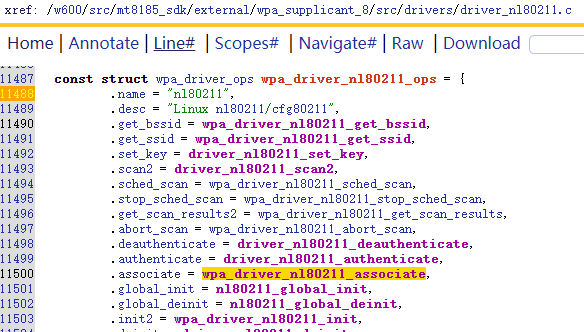 xref: /w600/src/mt8185_sdk/external/wpa_supplicant_8/src/drivers/driver_nl80211.c
Home | Annotate | Line# | Scopes# | Navigate# | Raw | Download
11487 const struct wpa_driver_ops wpa_driver_nl80211_ops = {
11488 .name = "nl80211",
11489 .desc = "Linux nl80211/cfg80211",
11490 .get_bssid = wpa_driver_nl80211_get_bssid,
11491 .get_ssid = wpa_driver_nl80211_get_ssid,
11492 .set_key = driver_nl80211_set_key,
11493 .scan2 = driver_nl80211_scan2,
11494 .sched_scan = wpa_driver_nl80211_sched_scan,
11495 .stop_sched_scan = wpa_driver_nl80211_stop_sched_scan,
11496 .get_scan_results2 = wpa_driver_nl80211_get_scan_results,
11497 .abort_scan = wpa_driver_nl80211_abort_scan,
11498 .deauthenticate = driver_nl80211_deauthenticate,
11499 .authenticate = driver_nl80211_authenticate,
11500 .associate = wpa_driver_nl80211_associate,
11501 .global_init = nl80211_global_init,
11502 .global_deinit = nl80211_global_deinit,
11503 .init2 = wpa_driver_nl80211_init,